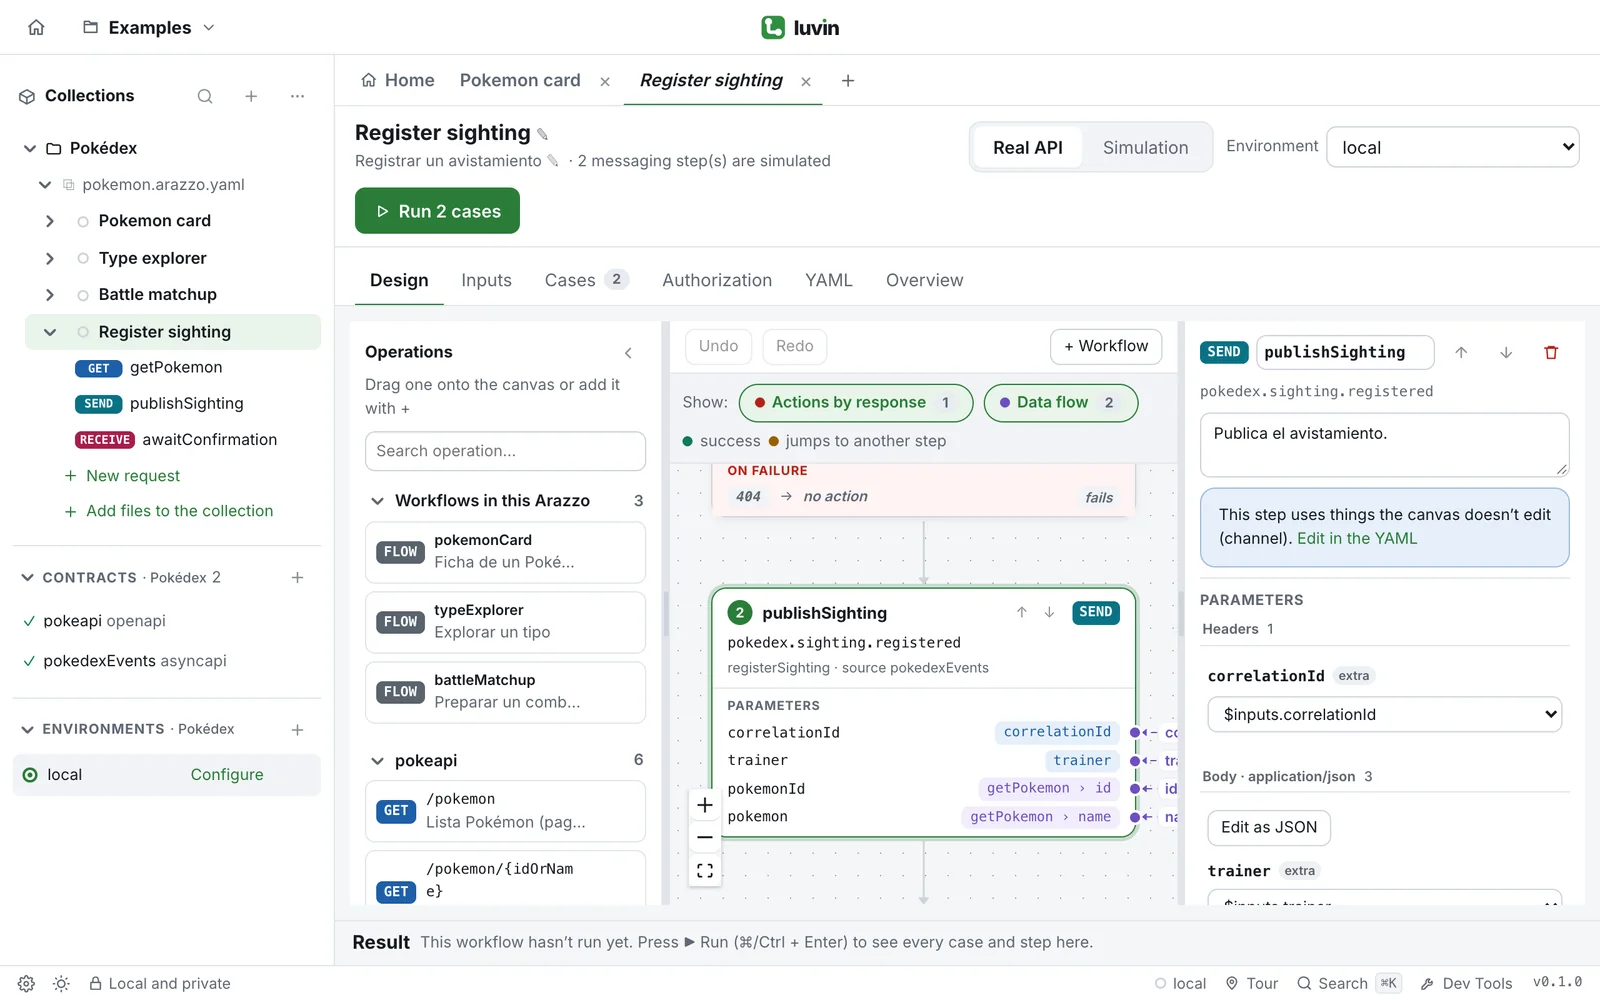 Examples
luvin
Collections
Home
Pokemon card
Register sighting
Pokédex
pokemon.arazzo.yaml
Pokemon card
Type explorer
Battle matchup
Register sighting
GET getPokemon
SEND publishSighting
RECEIVE awaitConfirmation
+ New request
+ Add files to the collection
CONTRACTS · Pokédex 2
pokeapi openapi
pokedexEvents asyncapi
ENVIRONMENTS · Pokédex
local
Configure
Register sighting
Registrar un avistamiento · 2 messaging step(s) are simulated
Real API
Simulation
Environment
local
Run 2 cases
Design
Inputs
Cases 2
Authorization
YAML
Overview
Operations
Drag one onto the canvas or add it
with +
Search operation...
Workflows in this Arazzo 3
FLOW
pokemonCard
Ficha de un Poké...
FLOW
typeExplorer
Explorar un tipo
FLOW
battleMatchup
Preparar un comb...
pokeapi 6
GET
/pokemon
Lista Pokémon (pag...
GET
/pokemon/{idOrNam
e}
Undo
Redo
+ Workflow
Show:
Actions by response 1
Data flow 2
success
jumps to another step
ON FAILURE
404 → no action fails
2 publishSighting ↑ ↓ SEND
pokedex.sighting.registered
registerSighting · source pokedexEvents
PARAMETERS
correlationId correlationId co
trainer trainer tra
pokemonId getPokemon › id id
pokemon getPokemon › name na
SEND
publishSighting
pokedex.sighting.registered
Publica el avistamiento.
This step uses things the canvas doesn’t edit
(channel). Edit in the YAML
PARAMETERS
Headers 1
correlationId extra
$inputs.correlationId
Body · application/json 3
Edit as JSON
trainer extra
$inputs.trainer
Result This workflow hasn’t run yet. Press ▶ Run (⌘/Ctrl + Enter) to see every case and step here.
Local and private
local
Tour
Search ⌘K
Dev Tools
v0.1.0